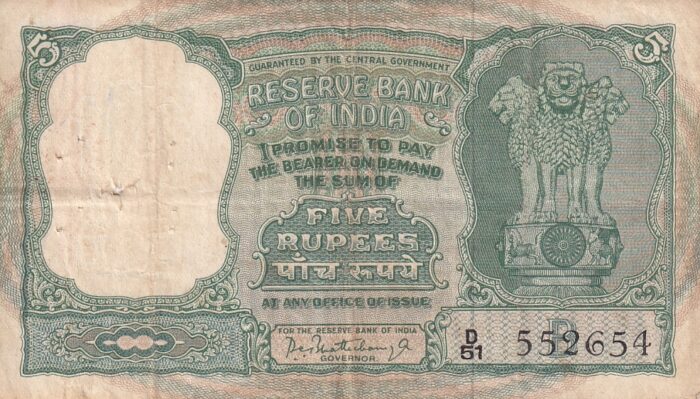 5
5
GUARANTEED BY THE CENTRAL GOVERNMENT
RESERVE BANK
OF INDIA
I PROMISE TO PAY
THE BEARER ON DEMAND
THE SUM OF
FIVE
RUPEES
पाँच रूपये
AT ANY OFFICE OF ISSUE
FOR THE RESERVE BANK OF INDIA
GOVERNOR
D/51 552654